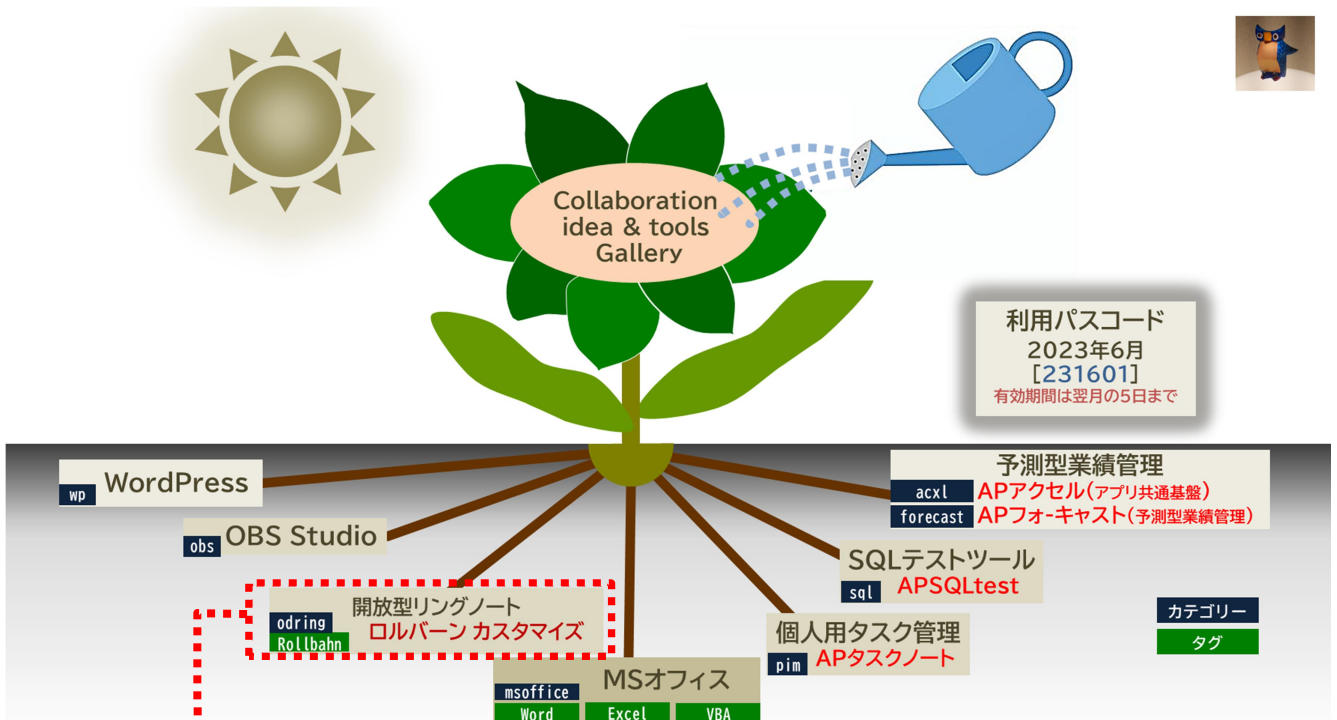 Collaboration
idea & tools
Gallery
利用パスコード
2023年6月
[231601]
有効期間は翌月の5日まで
wp WordPress
obs OBS Studio
開放型リングノート
odring
ロルバーン カスタマイズ
Rollbahn
MSオフィス
msoffice
Word Excel VBA
個人用タスク管理
pim APタスクノート
SQLテストツール
sql APSQLtest
予測型業績管理
acxl APアクセル(アプリ共通基盤)
forecast APフォ-キャスト(予測型業績管理)
カテゴリー
タグ